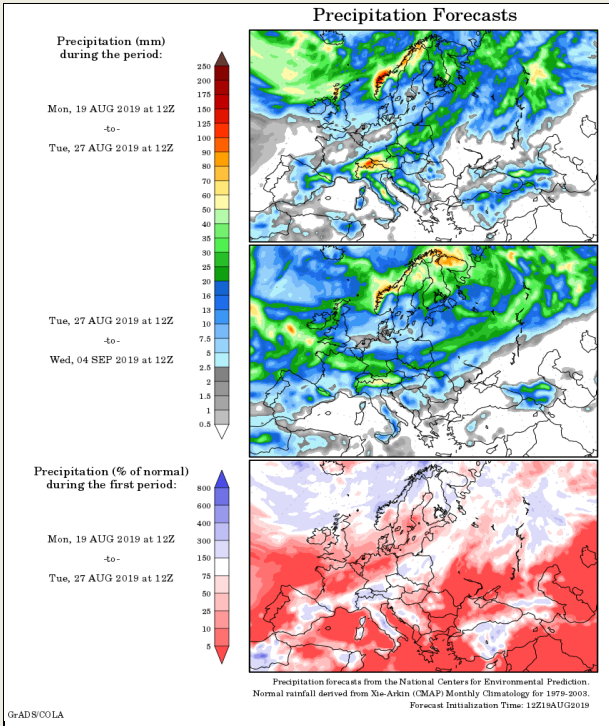 Precipitation Forecasts
Precipitation (mm)
during the period:
Mon, 19 AUG 2019 at 12Z
-to-
Tue, 27 AUG 2019 at 12Z
250
200
175
150
125
100
90
80
70
60
50
40
35
30
25
20
16
13
10
7.5
5
2.5
2
1.5
1
0.5
Tue, 27 AUG 2019 at 12Z
-to-
Wed, 04 SEP 2019 at 12Z
Precipitation (% of normal)
during the first period:
Mon, 19 AUG 2019 at 12Z
-to-
Tue, 27 AUG 2019 at 12Z
800
600
400
300
150
75
50
25
10
5
Precipitation forecasts from the National Centers for Environmental Prediction.
Normal rainfall derived from Xie-Arkin (CMAP) Monthly Climatology for 1979-2003.
Forecast Initialization Time: 12Z19AUG2019
GrADS/COLA